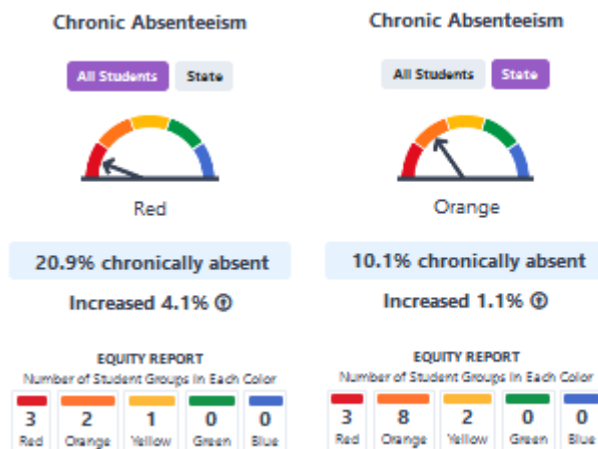 Chronic Absenteeism
All Students State
Red
20.9% chronically absent
Increased 4.1%
EQUITY REPORT
Number of Student Groups in Each Color
3 2 1 0 0
Red Orange Yellow Green Blue
Chronic Absenteeism
All Students State
Orange
10.1% chronically absent
Increased 1.1%
EQUITY REPORT
Number of Student Groups in Each Color
3 8 2 0 0
Red Orange Yellow Green Blue